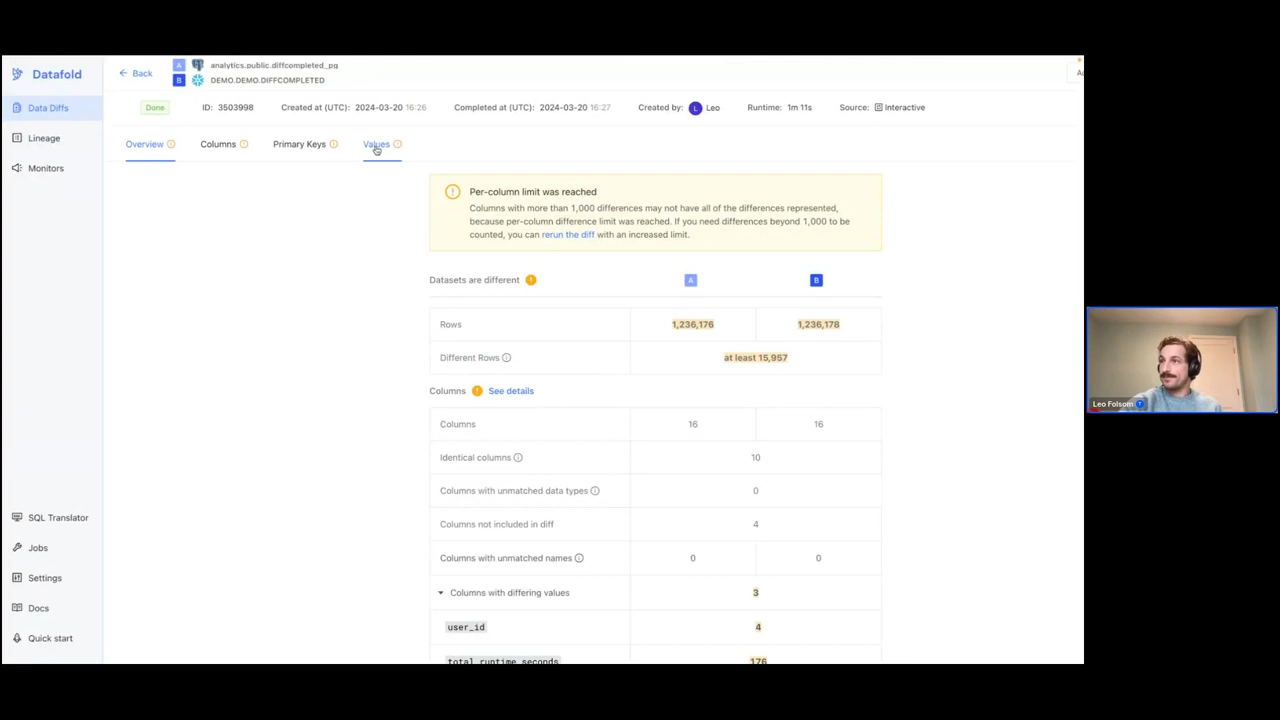 Datafold
Back
A analytics.public.diffcompleted_pg
B DEMO.DEMO.DIFFCOMPLETED
Data Diffs
Lineage
Monitors
SQL Translator
Jobs
Settings
Docs
Quick start
Done ID: 3503998 Created at (UTC): 2024-03-20 16:26 Completed at (UTC): 2024-03-20 16:27 Created by: L Leo Runtime: 1m 11s Source: Interactive
Overview Columns Primary Keys Values
Per-column limit was reached
Columns with more than 1,000 differences may not have all of the differences represented,
because per-column difference limit was reached. If you need differences beyond 1,000 to be
counted, you can rerun the diff with an increased limit.
Datasets are different A B
Rows 1,236,176 1,236,178
Different Rows at least 15,957
Columns See details
Columns 16 16
Identical columns 10
Columns with unmatched data types 0
Columns not included in diff 4
Columns with unmatched names 0 0
Columns with differing values 3
user_id 4
total_runtime_seconds 176
Leo Folsom